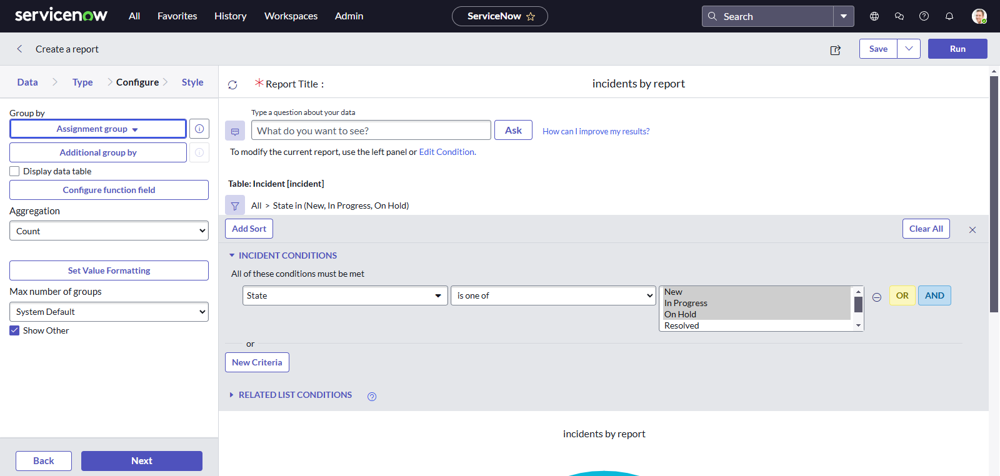 servicenow All Favorites History Workspaces Admin ServiceNow Search
Create a report Save Run
Data Type Configure Style
Report Title :
incidents by report
Group by
Assignment group
Additional group by
Display data table
Configure function field
Aggregation
Count
Set Value Formatting
Max number of groups
System Default
Show Other
Back Next
Type a question about your data
What do you want to see? Ask How can I improve my results?
To modify the current report, use the left panel or Edit Condition.
Table: Incident [incident]
All > State in (New, In Progress, On Hold)
Add Sort Clear All
INCIDENT CONDITIONS
All of these conditions must be met
State is one of
New
In Progress
On Hold
Resolved
OR AND
or
New Criteria
RELATED LIST CONDITIONS
incidents by report